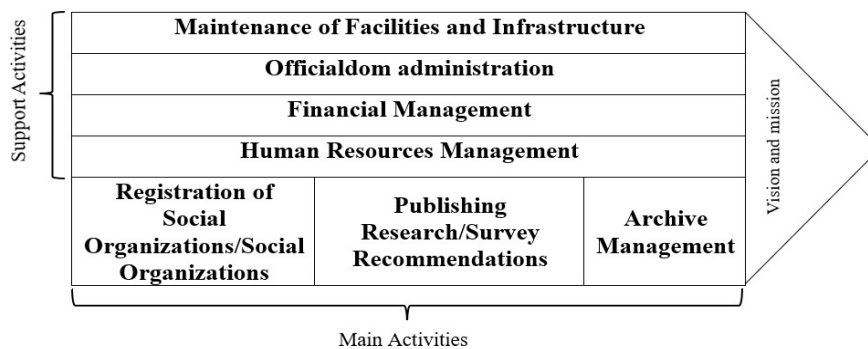 Support Activities
Maintenance of Facilities and Infrastructure
Officialdom administration
Financial Management
Human Resources Management
Registration of
Social
Organizations/Social
Organizations
Publishing
Research/Survey
Recommendations
Archive
Management
Vision and mission
Main Activities